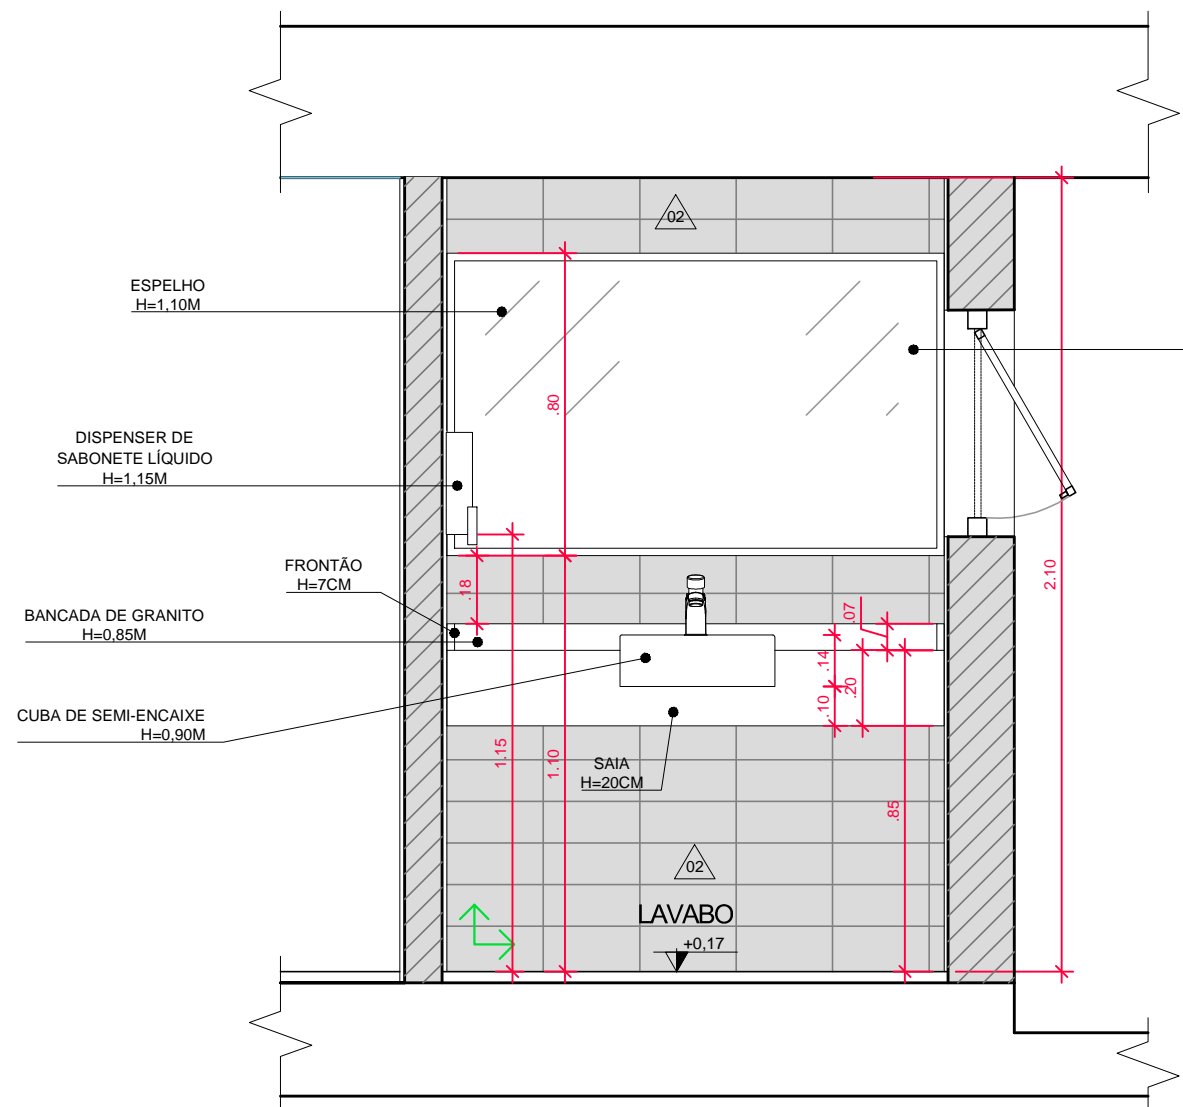 02
ESPELHO
H=1,10M
.80
DISPENSER DE
SABONETE LÍQUIDO
H=1,15M
2.10
FRONTÃO
H=7CM
.18
.07
BANCADA DE GRANITO
H=0,85M
.14
.20
.10
CUBA DE SEMI-ENCAIXE
H=0,90M
1.15
1.10
SAIA
H=20CM
.85
02
LAVABO
+0,17